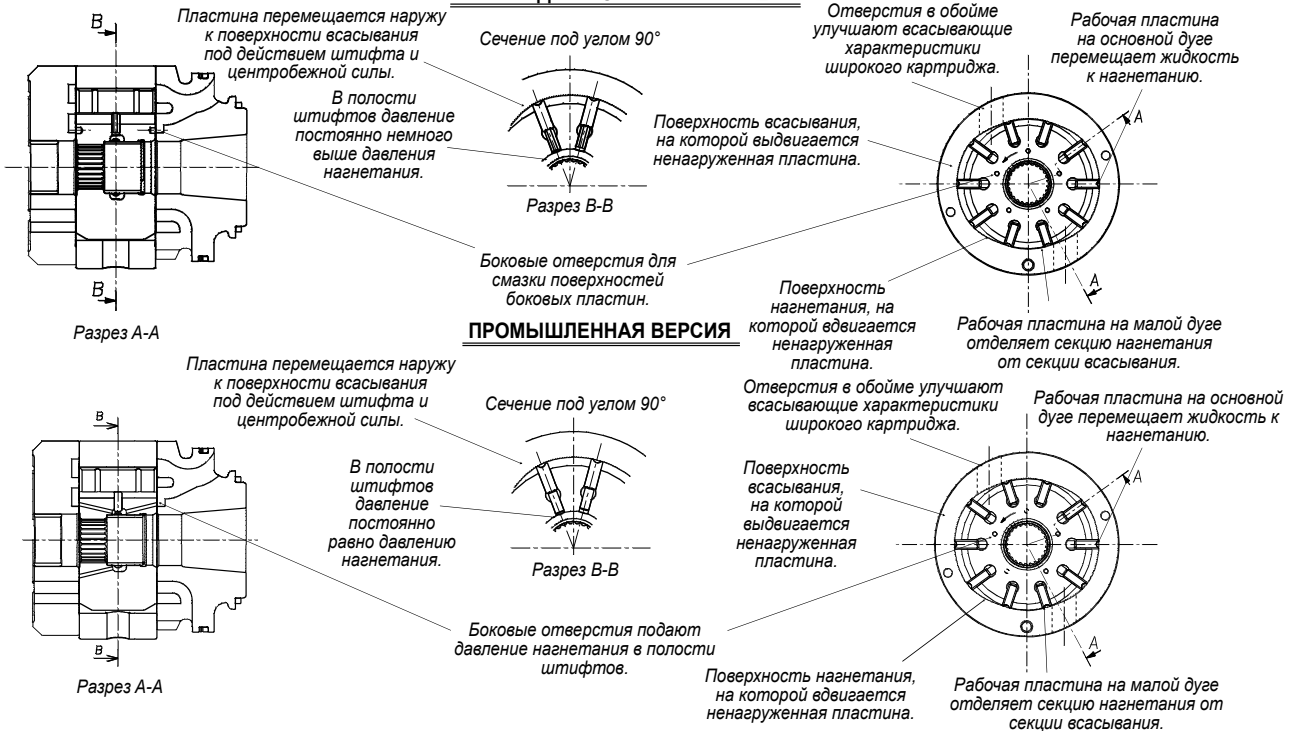 Пластина перемещается наружу
к поверхности всасывания
под действием штифта и
центробежной силы.
В полости
штифтов давление
постоянно немного
выше давления
нагнетания.
Сечение под углом 90°
Разрез В-В
Отверстия в обойме
улучшают всасывающие
характеристики
широкого картриджа.
Рабочая пластина
на основной дуге
перемещает жидкость
к нагнетанию.
Поверхность всасывания,
на которой выдвигается
ненагруженная пластина.
B
B
A
A
Разрез А-А
Боковые отверстия для
смазки поверхностей
боковых пластин.
Поверхность
нагнетания, на
которой вдвигается
ненагруженная
пластина.
Рабочая пластина на малой дуге
отделяет секцию нагнетания
от секции всасывания.
ПРОМЫШЛЕННАЯ ВЕРСИЯ
Пластина перемещается наружу
к поверхности всасывания
под действием штифта и
центробежной силы.
В полости
штифтов
давление
постоянно
равно давлению
нагнетания.
Сечение под углом 90°
Разрез В-В
Отверстия в обойме улучшают
всасывающие характеристики
широкого картриджа.
Рабочая пластина на основной
дуге перемещает жидкость к
нагнетанию.
Поверхность
всасывания,
на которой
выдвигается
ненагруженная
пластина.
B
B
A
A
Разрез А-А
Боковые отверстия подают
давление нагнетания в полости
штифтов.
Поверхность нагнетания,
на которой вдвигается
ненагруженная пластина.
Рабочая пластина на малой дуге
отделяет секцию нагнетания от
секции всасывания.